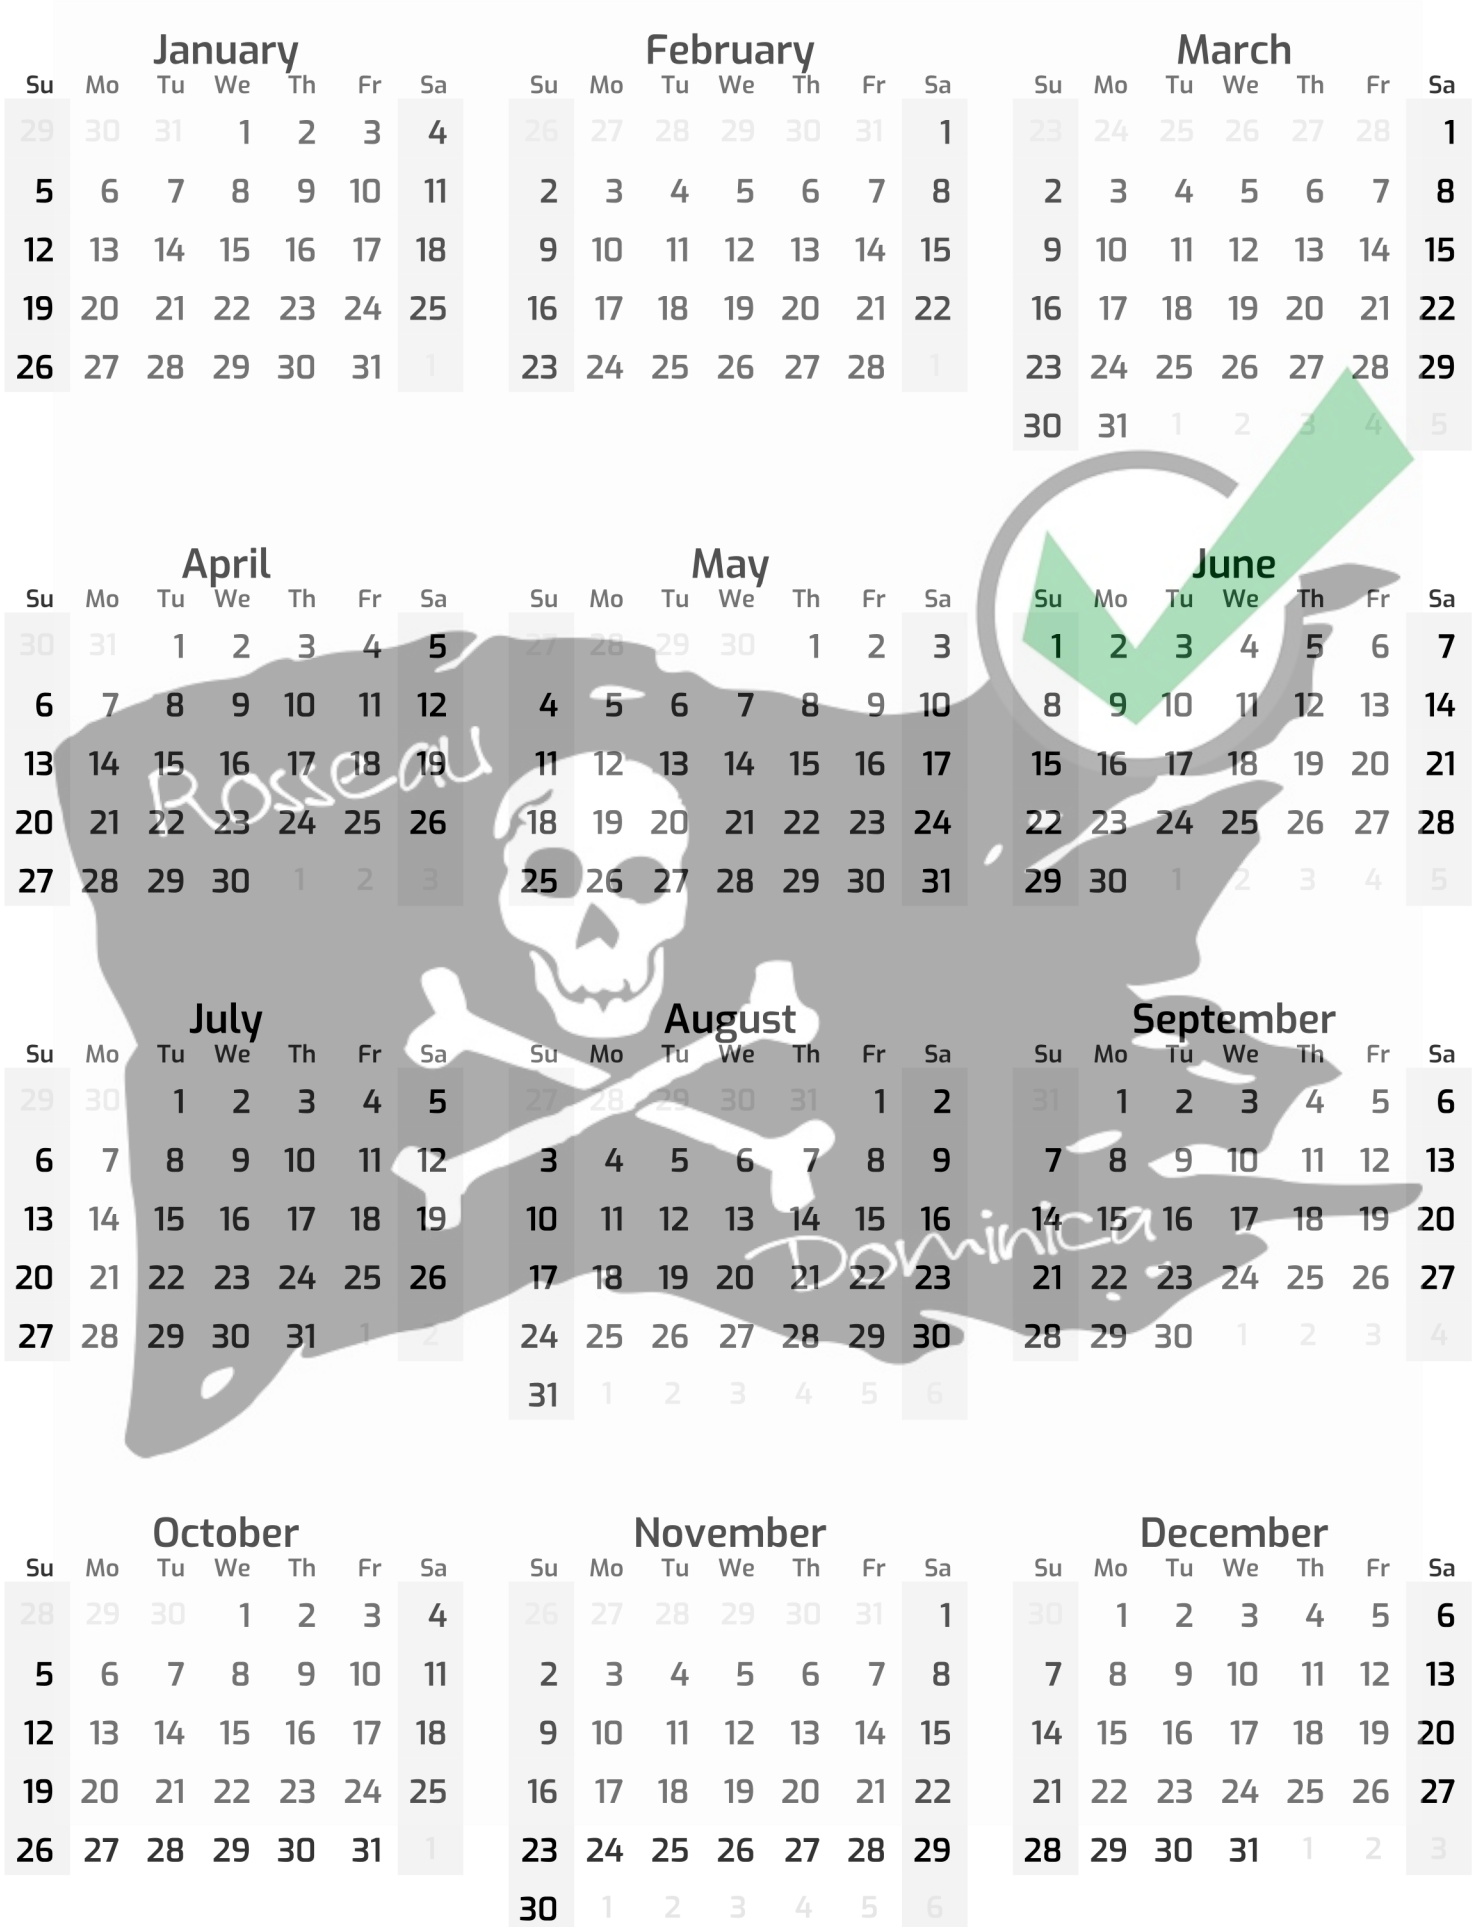 January February March
Su Mo Tu We Th Fr Sa Su Mo Tu We Th Fr Sa Su Mo Tu We Th Fr Sa
29 30 31 1 2 3 4 26 27 28 29 30 31 1 23 24 25 26 27 28 1
5 6 7 8 9 10 11 2 3 4 5 6 7 8 2 3 4 5 6 7 8
12 13 14 15 16 17 18 9 10 11 12 13 14 15 9 10 11 12 13 14 15
19 20 21 22 23 24 25 16 17 18 19 20 21 22 16 17 18 19 20 21 22
26 27 28 29 30 31 1 23 24 25 26 27 28 1 23 24 25 26 27 28 29
30 31 1 2 3 4 5
April May June
Su Mo Tu We Th Fr Sa Su Mo Tu We Th Fr Sa Su Mo Tu We Th Fr Sa
30 31 1 2 3 4 5 27 28 29 30 1 2 3 1 2 3 4 5 6 7
6 7 8 9 10 11 12 4 5 6 7 8 9 10 8 9 10 11 12 13 14
13 14 15 16 17 18 19 11 12 13 14 15 16 17 15 16 17 18 19 20 21
Rosseau
20 21 22 23 24 25 26 18 19 20 21 22 23 24 22 23 24 25 26 27 28
27 28 29 30 1 2 3 25 26 27 28 29 30 31 29 30 1 2 3 4 5
July August September
Su Mo Tu We Th Fr Sa Su Mo Tu We Th Fr Sa Su Mo Tu We Th Fr Sa
29 30 1 2 3 4 5 27 28 29 30 31 1 2 31 1 2 3 4 5 6
6 7 8 9 10 11 12 3 4 5 6 7 8 9 7 8 9 10 11 12 13
13 14 15 16 17 18 19 10 11 12 13 14 15 16 14 15 16 17 18 19 20
Dominica
20 21 22 23 24 25 26 17 18 19 20 21 22 23 21 22 23 24 25 26 27
27 28 29 30 31 1 2 24 25 26 27 28 29 30 28 29 30 1 2 3 4
31 1 2 3 4 5 6
October November December
Su Mo Tu We Th Fr Sa Su Mo Tu We Th Fr Sa Su Mo Tu We Th Fr Sa
28 29 30 1 2 3 4 26 27 28 29 30 31 1 30 1 2 3 4 5 6
5 6 7 8 9 10 11 2 3 4 5 6 7 8 7 8 9 10 11 12 13
12 13 14 15 16 17 18 9 10 11 12 13 14 15 14 15 16 17 18 19 20
19 20 21 22 23 24 25 16 17 18 19 20 21 22 21 22 23 24 25 26 27
26 27 28 29 30 31 1 23 24 25 26 27 28 29 28 29 30 31 1 2 3
30 1 2 3 4 5 6